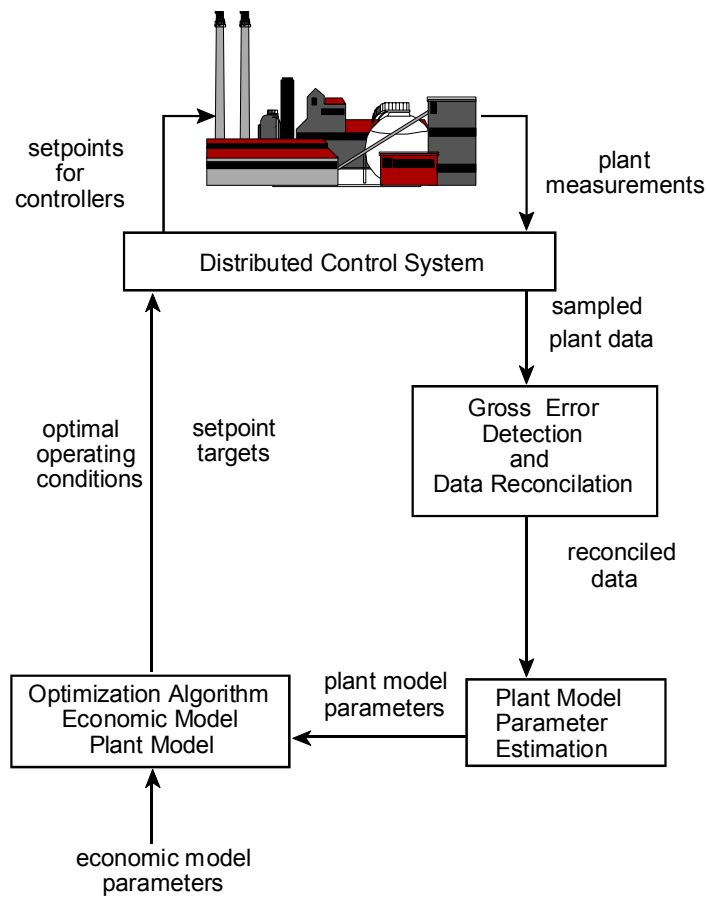 setpoints
for
controllers
plant
measurements
Distributed Control System
sampled
plant data
Gross Error
Detection
and
Data Reconcilation
optimal
operating
conditions
setpoint
targets
reconciled
data
Optimization Algorithm
Economic Model
Plant Model
plant model
parameters
Plant Model
Parameter
Estimation
economic model
parameters